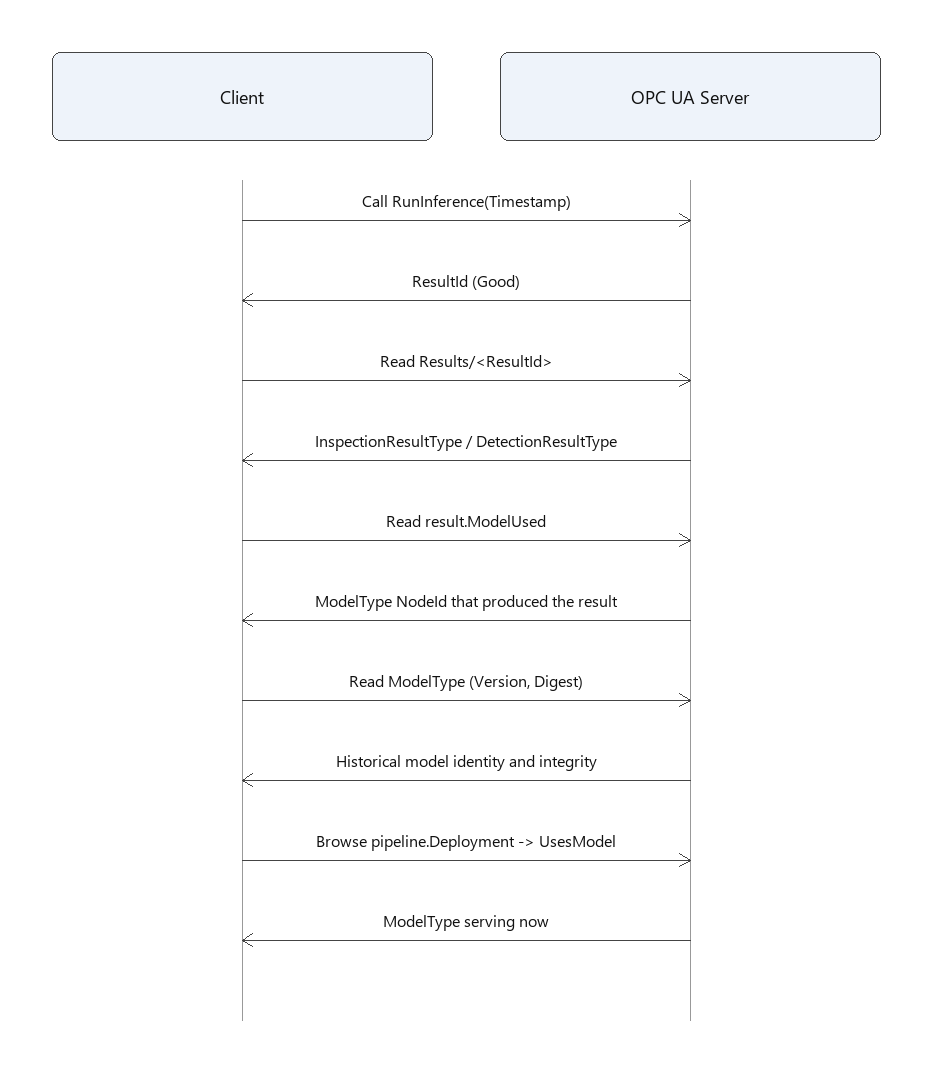 Client
OPC UA Server
Call RunInference(Timestamp)
ResultId (Good)
Read Results/<ResultId>
InspectionResultType / DetectionResultType
Read result.ModelUsed
ModelType NodeId that produced the result
Read ModelType (Version, Digest)
Historical model identity and integrity
Browse pipeline.Deployment -> UsesModel
ModelType serving now